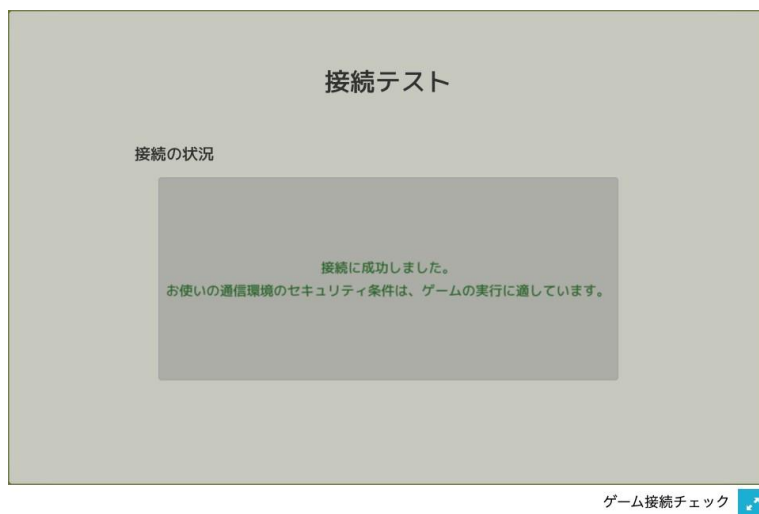 接続テスト
接続の状況
接続に成功しました。
お使いの通信環境のセキュリティ条件は、ゲームの実行に適しています。
ゲーム接続チェック